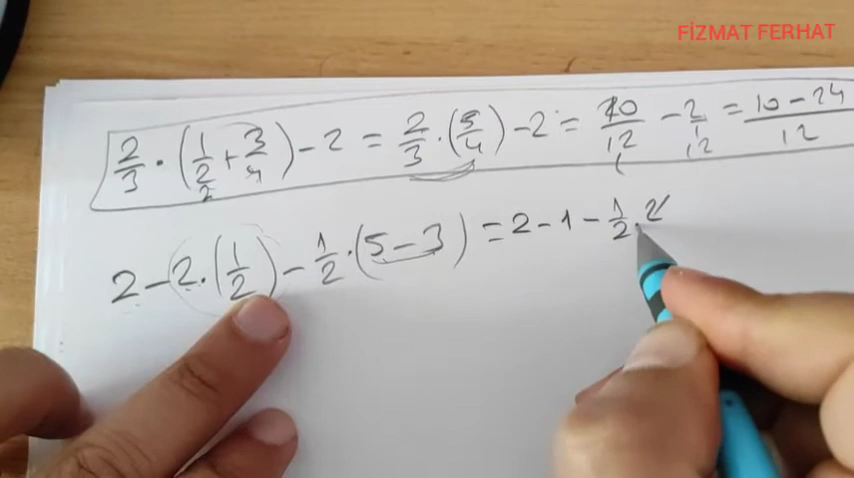 FİZMAT FERHAT
2/3 · (1/2 + 3/4) - 2 = 2/3 · (5/4) - 2 = 10/12 - 2/1 = 10 - 24/12
2 - 2 · (1/2) - 1/2 · (5 - 3) = 2 - 1 - 1/2 · 2